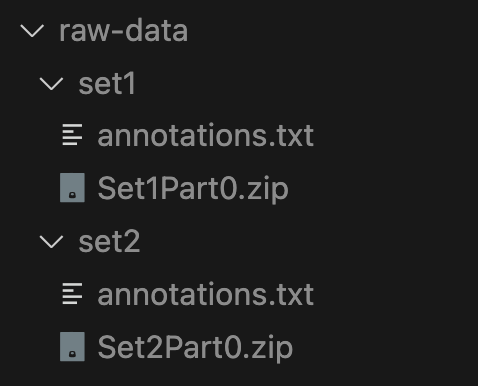 raw-data
set1
annotations.txt
Set1Part0.zip
set2
annotations.txt
Set2Part0.zip